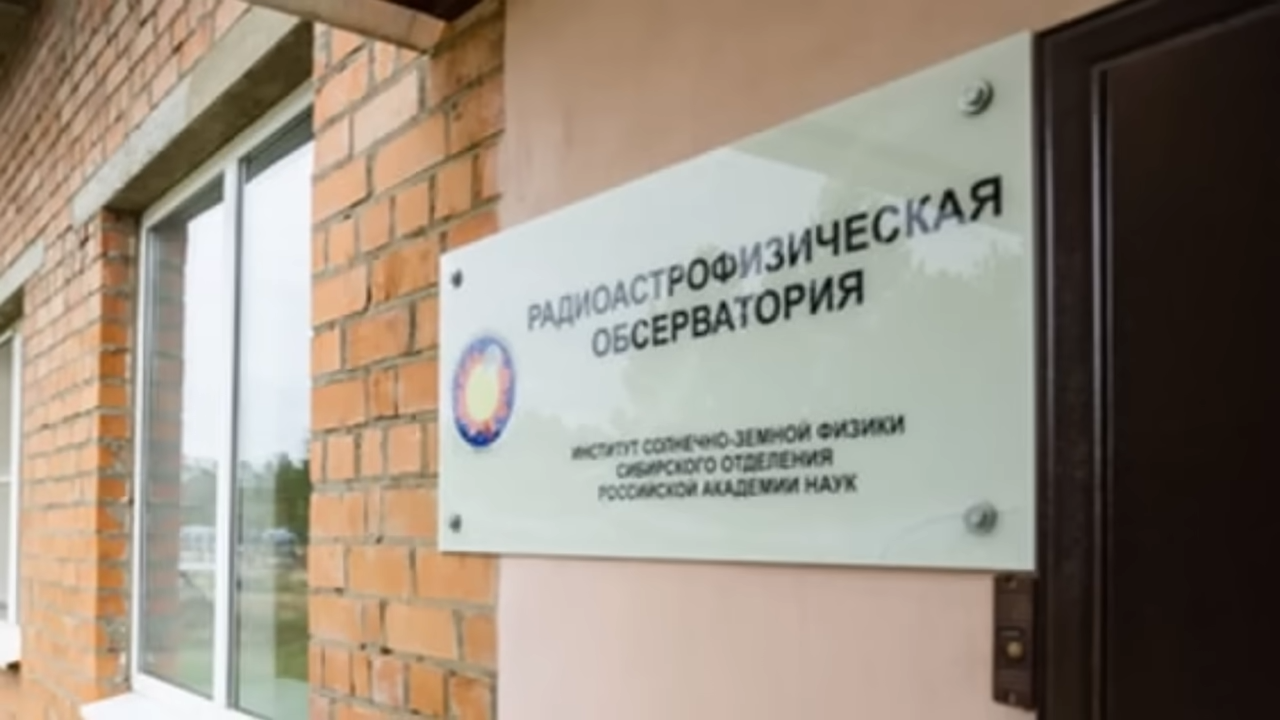 РАДИОАСТРОФИЗИЧЕСКАЯ
ОБСЕРВАТОРИЯ
ИНСТИТУТ СОЛНЕЧНО-ЗЕМНОЙ ФИЗИКИ
СИБИРСКОГО ОТДЕЛЕНИЯ
РОССИЙСКОЙ АКАДЕМИИ НАУК